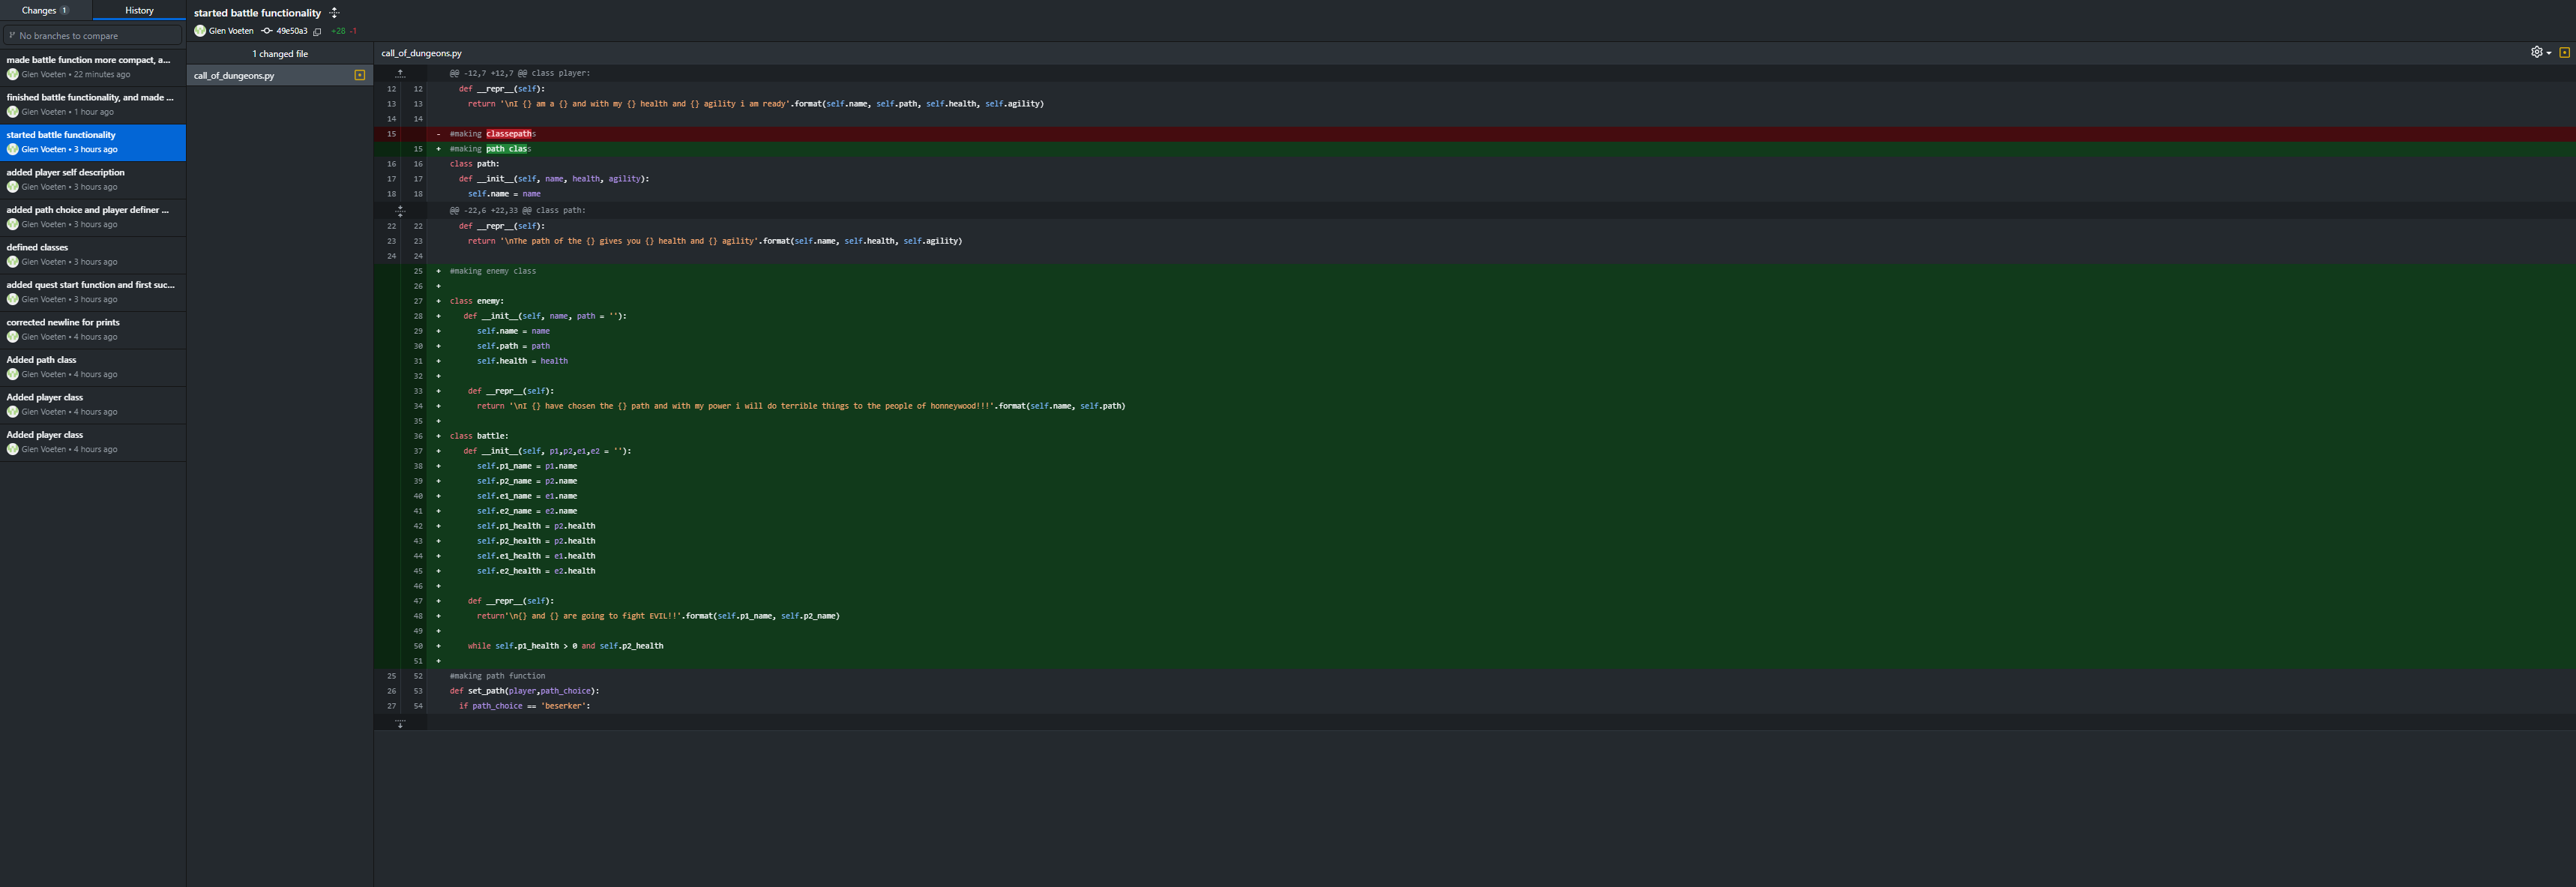 Changes 1 History
No branches to compare
made battle function more compact, a...
Glen Voeten • 22 minutes ago
finished battle functionality, and made ...
Glen Voeten • 1 hour ago
started battle functionality
Glen Voeten • 3 hours ago
added player self description
Glen Voeten • 3 hours ago
added path choice and player definer ...
Glen Voeten • 3 hours ago
defined classes
Glen Voeten • 3 hours ago
added quest start function and first suc...
Glen Voeten • 3 hours ago
corrected newline for prints
Glen Voeten • 4 hours ago
Added path class
Glen Voeten • 4 hours ago
Added player class
Glen Voeten • 4 hours ago
Added player class
Glen Voeten • 4 hours ago
started battle functionality
Glen Voeten 49e50a3 +28 -1
1 changed file
call_of_dungeons.py
call_of_dungeons.py
@@ -12,7 +12,7 @@ class player:
12 12 def __repr__(self):
13 13 return '\nI {} am a {} and with my {} health and {} agility i am ready'.format(self.name, self.path, self.health, self.agility)
14 14
15 - #making classepaths
15 + #making path class
16 16 class path:
17 17 def __init__(self, name, health, agility):
18 18 self.name = name
@@ -22,6 +22,33 @@ class path:
22 22 def __repr__(self):
23 23 return '\nThe path of the {} gives you {} health and {} agility'.format(self.name, self.health, self.agility)
24 24
25 + #making enemy class
26 +
27 + class enemy:
28 + def __init__(self, name, path = ''):
29 + self.name = name
30 + self.path = path
31 + self.health = health
32 +
33 + def __repr__(self):
34 + return '\nI {} have chosen the {} path and with my power i will do terrible things to the people of honneywood!!!'.format(self.name, self.path)
35 +
36 + class battle:
37 + def __init__(self, p1,p2,e1,e2 = ''):
38 + self.p1_name = p1.name
39 + self.p2_name = p2.name
40 + self.e1_name = e1.name
41 + self.e2_name = e2.name
42 + self.p1_health = p2.health
43 + self.p2_health = p2.health
44 + self.e1_health = e1.health
45 + self.e2_health = e2.health
46 +
47 + def __repr__(self):
48 + return'\n{} and {} are going to fight EVIL!!'.format(self.p1_name, self.p2_name)
49 +
50 + while self.p1_health > 0 and self.p2_health
51 +
25 52 #making path function
26 53 def set_path(player,path_choice):
27 54 if path_choice == 'beserker':